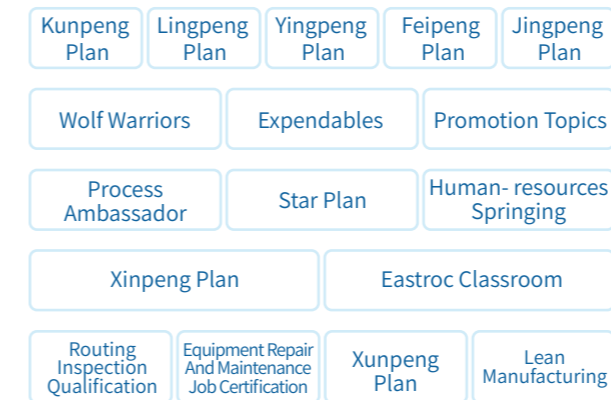 Kunpeng
Plan
Lingpeng
Plan
Yingpeng
Plan
Feipeng
Plan
Jingpeng
Plan
Wolf Warriors
Expendables
Promotion Topics
Process
Ambassador
Star Plan
Human- resources
Springing
Xinpeng Plan
Eastroc Classroom
Routing
Inspection
Qualification
Equipment Repair
And Maintenance
Job Certification
Xunpeng
Plan
Lean
Manufacturing